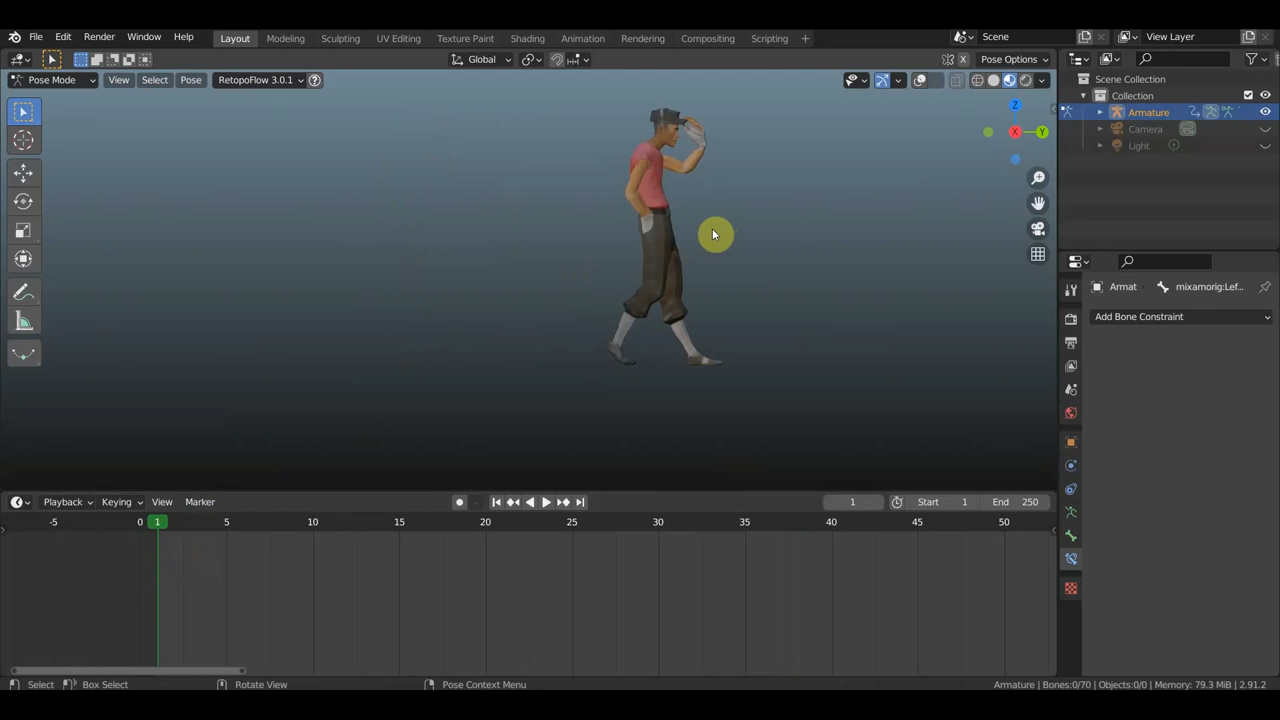 File Edit Render Window Help Layout Modeling Sculpting UV Editing Texture Paint Shading Animation Rendering Compositing Scripting + Scene View Layer
Global X Pose Options
Pose Mode View Select Pose RetopoFlow 3.0.1
Scene Collection
Collection
Armature
Camera
Light
Z
X Y
Armat mixamorig:Lef...
Add Bone Constraint
Playback Keying View Marker 1 Start 1 End 250
-5 0 1 5 10 15 20 25 30 35 40 45 50
Select Box Select Rotate View Pose Context Menu Armature | Bones:0/70 | Objects:0/0 | Memory: 79.3 MiB | 2.91.2